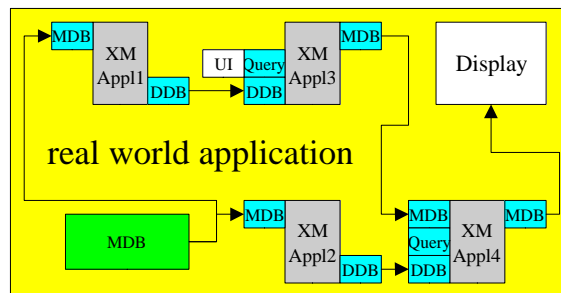 MDB
XM
Appl1
DDB
UI
Query
DDB
XM
Appl3
MDB
Display
real world application
MDB
MDB
XM
Appl2
DDB
MDB
Query
DDB
XM
Appl4
MDB